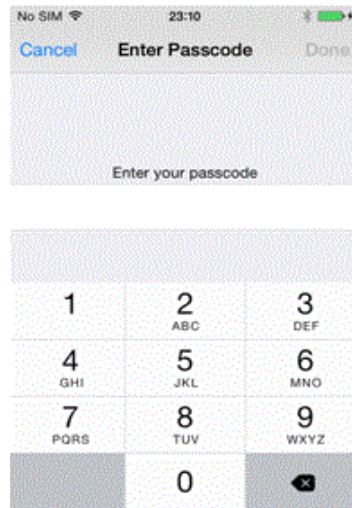 No SIM 23:10
Cancel Enter Passcode Done
Enter your passcode
1 2 3
ABC DEF
4 5 6
GHI JKL MNO
7 8 9
PQRS TUV WXYZ
0